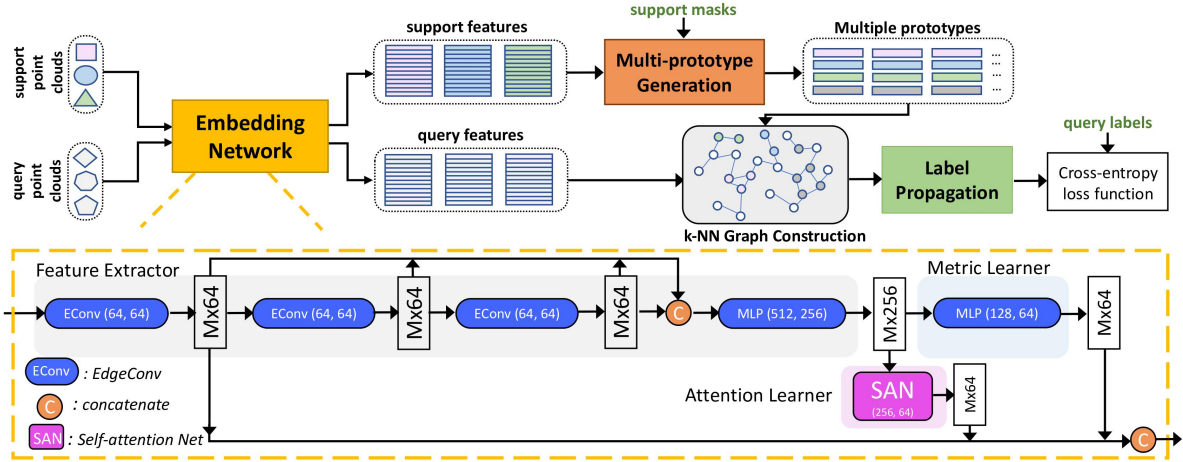 support
point
clouds
query
point
clouds
Embedding
Network
support features
query features
support masks
Multi-prototype
Generation
Multiple prototypes
...
...
...
...
k-NN Graph Construction
Label
Propagation
query labels
Cross-entropy
loss function
Feature Extractor
EConv (64, 64)
Mx64
EConv (64, 64)
Mx64
EConv (64, 64)
Mx64
C
MLP (512, 256)
Mx256
Metric Learner
MLP (128, 64)
Mx64
Attention Learner
SAN
(256, 64)
Mx64
C
EConv : EdgeConv
C : concatenate
SAN : Self-attention Net